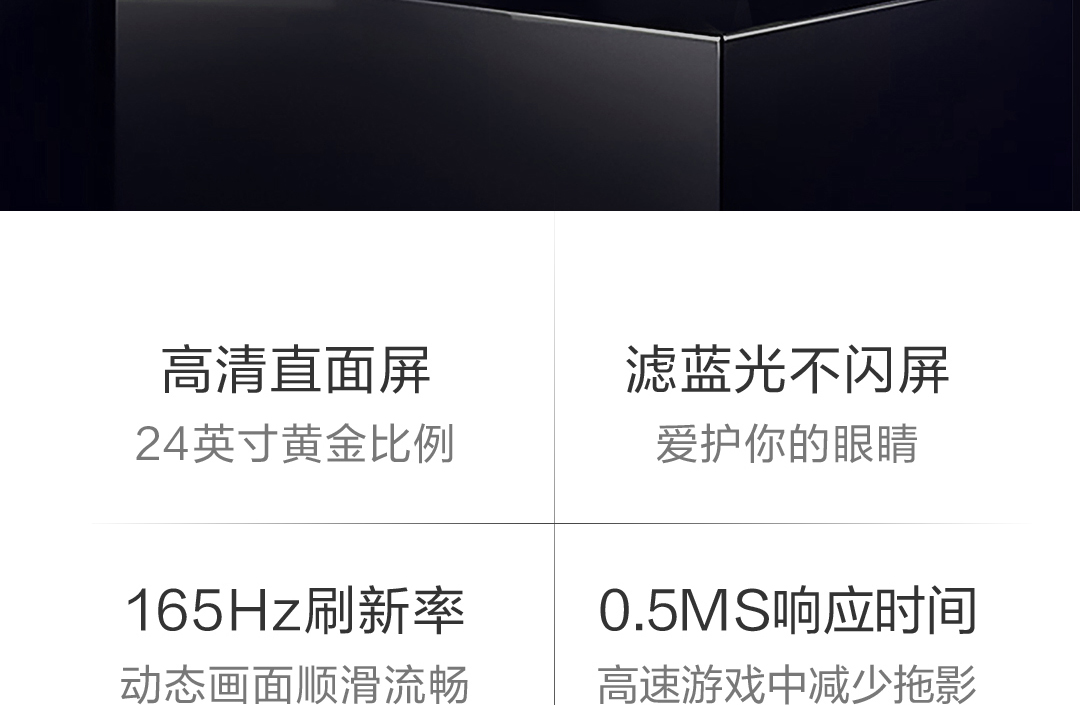 高清直面屏
24英寸黄金比例
滤蓝光不闪屏
爱护你的眼睛
165Hz刷新率
动态画面顺滑流畅
0.5MS响应时间
高速游戏中减少拖影